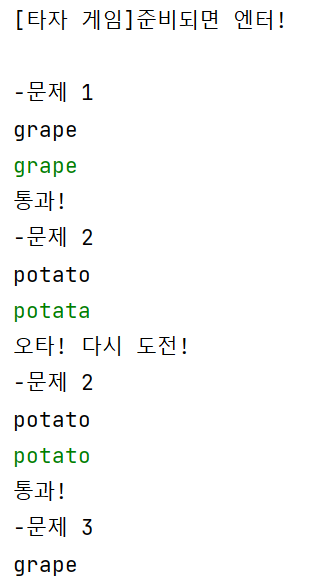 [타자 게임]준비되면 엔터!
-문제 1
grape
grape
통과!
-문제 2
potato
potata
오타! 다시 도전!
-문제 2
potato
potato
통과!
-문제 3
grape